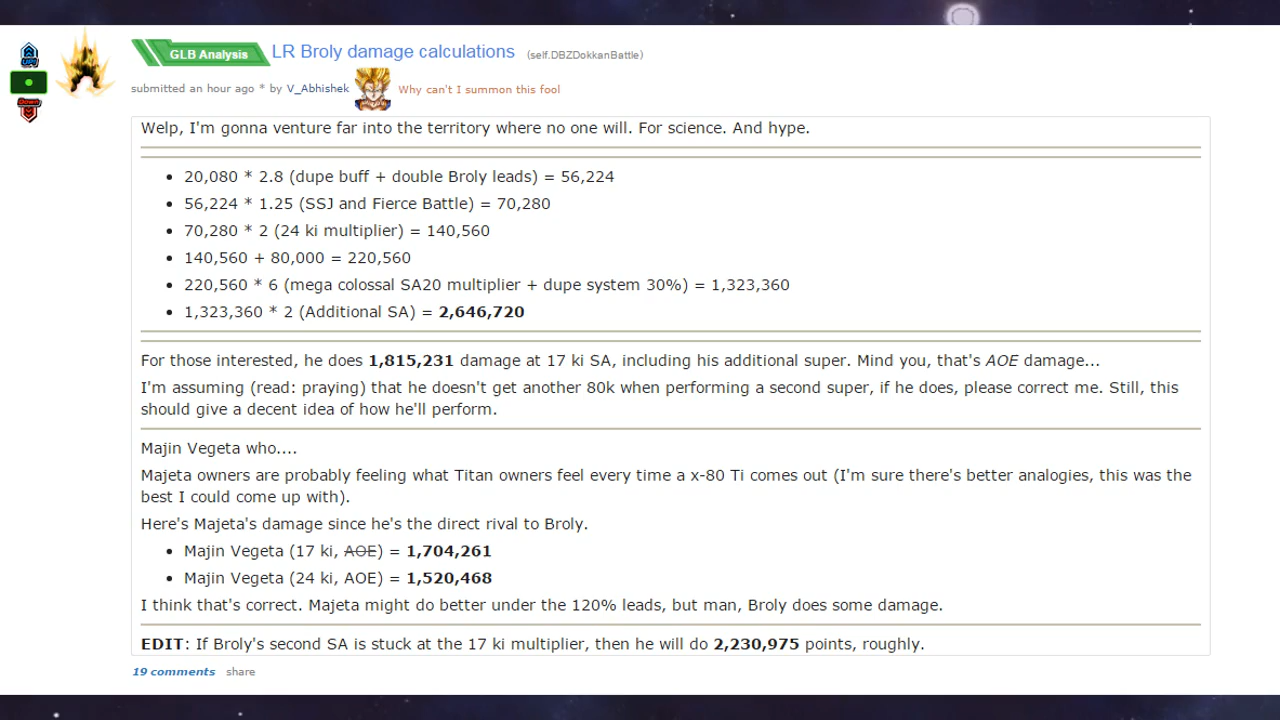 GLB Analysis LR Broly damage calculations (self.DBZDokkanBattle)
submitted an hour ago * by V_Abhishek Why can't I summon this fool
Welp, I'm gonna venture far into the territory where no one will. For science. And hype.
• 20,080 * 2.8 (dupe buff + double Broly leads) = 56,224
• 56,224 * 1.25 (SSJ and Fierce Battle) = 70,280
• 70,280 * 2 (24 ki multiplier) = 140,560
• 140,560 + 80,000 = 220,560
• 220,560 * 6 (mega colossal SA20 multiplier + dupe system 30%) = 1,323,360
• 1,323,360 * 2 (Additional SA) = 2,646,720
For those interested, he does 1,815,231 damage at 17 ki SA, including his additional super. Mind you, that's AOE damage...
I'm assuming (read: praying) that he doesn't get another 80k when performing a second super, if he does, please correct me. Still, this
should give a decent idea of how he'll perform.
Majin Vegeta who....
Majeta owners are probably feeling what Titan owners feel every time a x-80 Ti comes out (I'm sure there's better analogies, this was the
best I could come up with).
Here's Majeta's damage since he's the direct rival to Broly.
• Majin Vegeta (17 ki, AOE) = 1,704,261
• Majin Vegeta (24 ki, AOE) = 1,520,468
I think that's correct. Majeta might do better under the 120% leads, but man, Broly does some damage.
EDIT: If Broly's second SA is stuck at the 17 ki multiplier, then he will do 2,230,975 points, roughly.
19 comments share